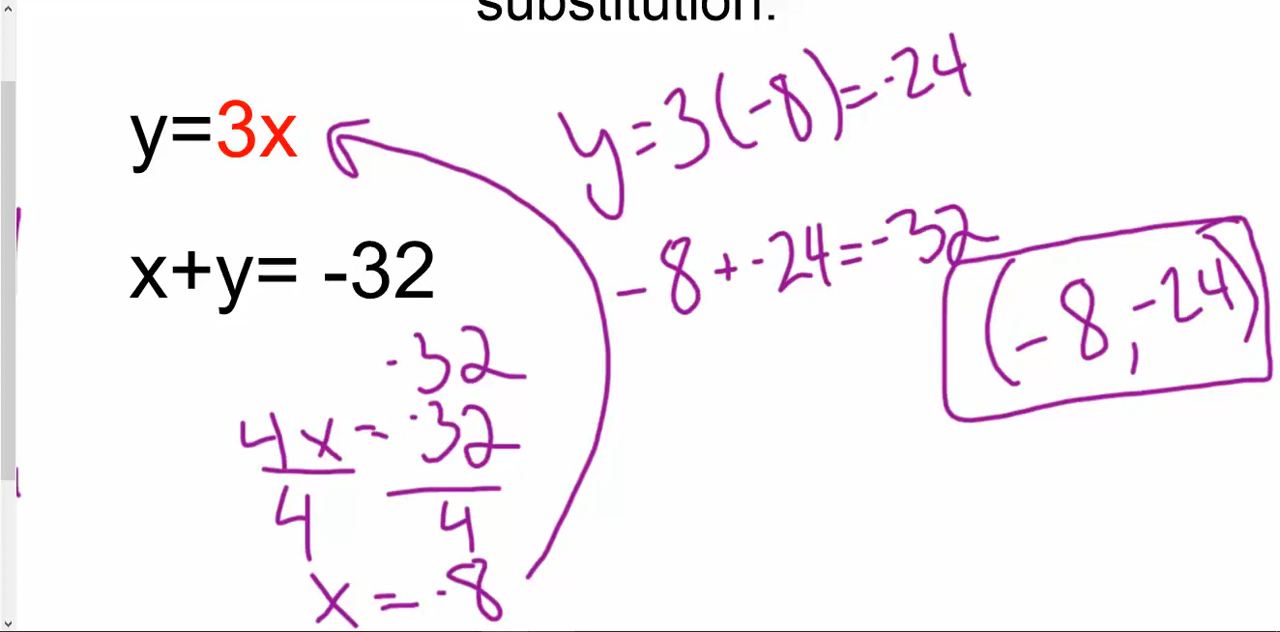 substitution.
y=3x
y=3(-8)=-24
x+y= -32
-8+-24=-32
(-8,-24)
-32
4x=-32
4 4
x=-8